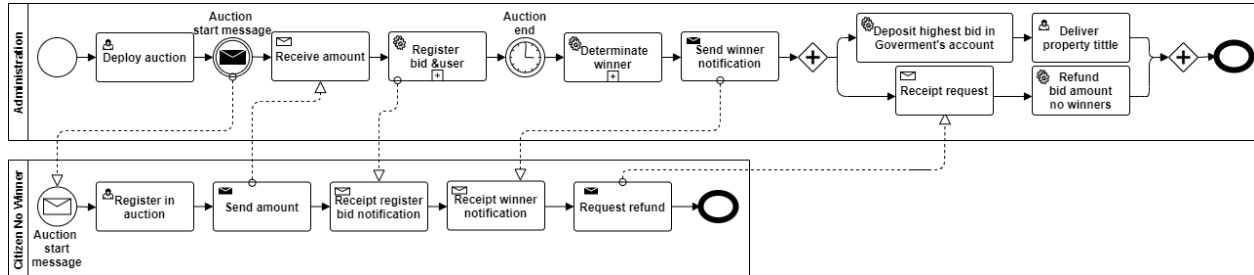 Administration
Auction
start message
Deploy auction
Receive amount
Register
bid &user
Auction
end
Determinate
winner
Send winner
notification
Deposit highest bid in
Goverment's account
Deliver
property tittle
Receipt request
Refund
bid amount
no winners
Citizen No Winner
Auction
start
message
Register in
auction
Send amount
Receipt register
bid notification
Receipt winner
notification
Request refund